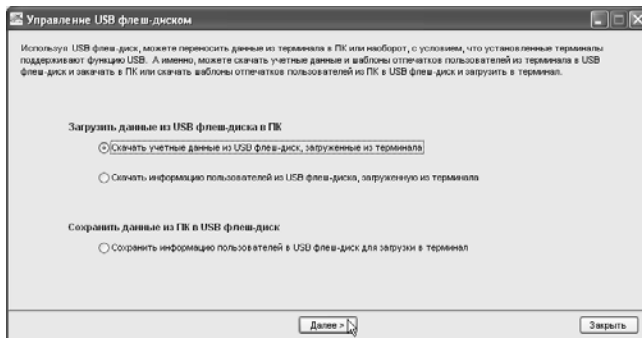 Управление USB флеш-диском
Используя USB флеш-диск, можете переносить данные из терминала в ПК или наоборот, с условием, что установленные терминалы
поддерживают функцию USB. А именно, можете скачать учетные данные и шаблоны отпечатков пользователей из терминала в USB
флеш-диск и закачать в ПК или скачать шаблоны отпечатков пользователей из ПК в USB флеш-диск и загрузить в терминал.
Загрузить данные из USB флеш-диска в ПК
Скачать учетные данные из USB флеш-диск, загруженные из терминала
Скачать информацию пользователей из USB флеш-диска, загруженную из терминала
Сохранить данные из ПК в USB флеш-диск
Сохранить информацию пользователей в USB флеш-диск для загрузки в терминал
Далее >
Закрыть